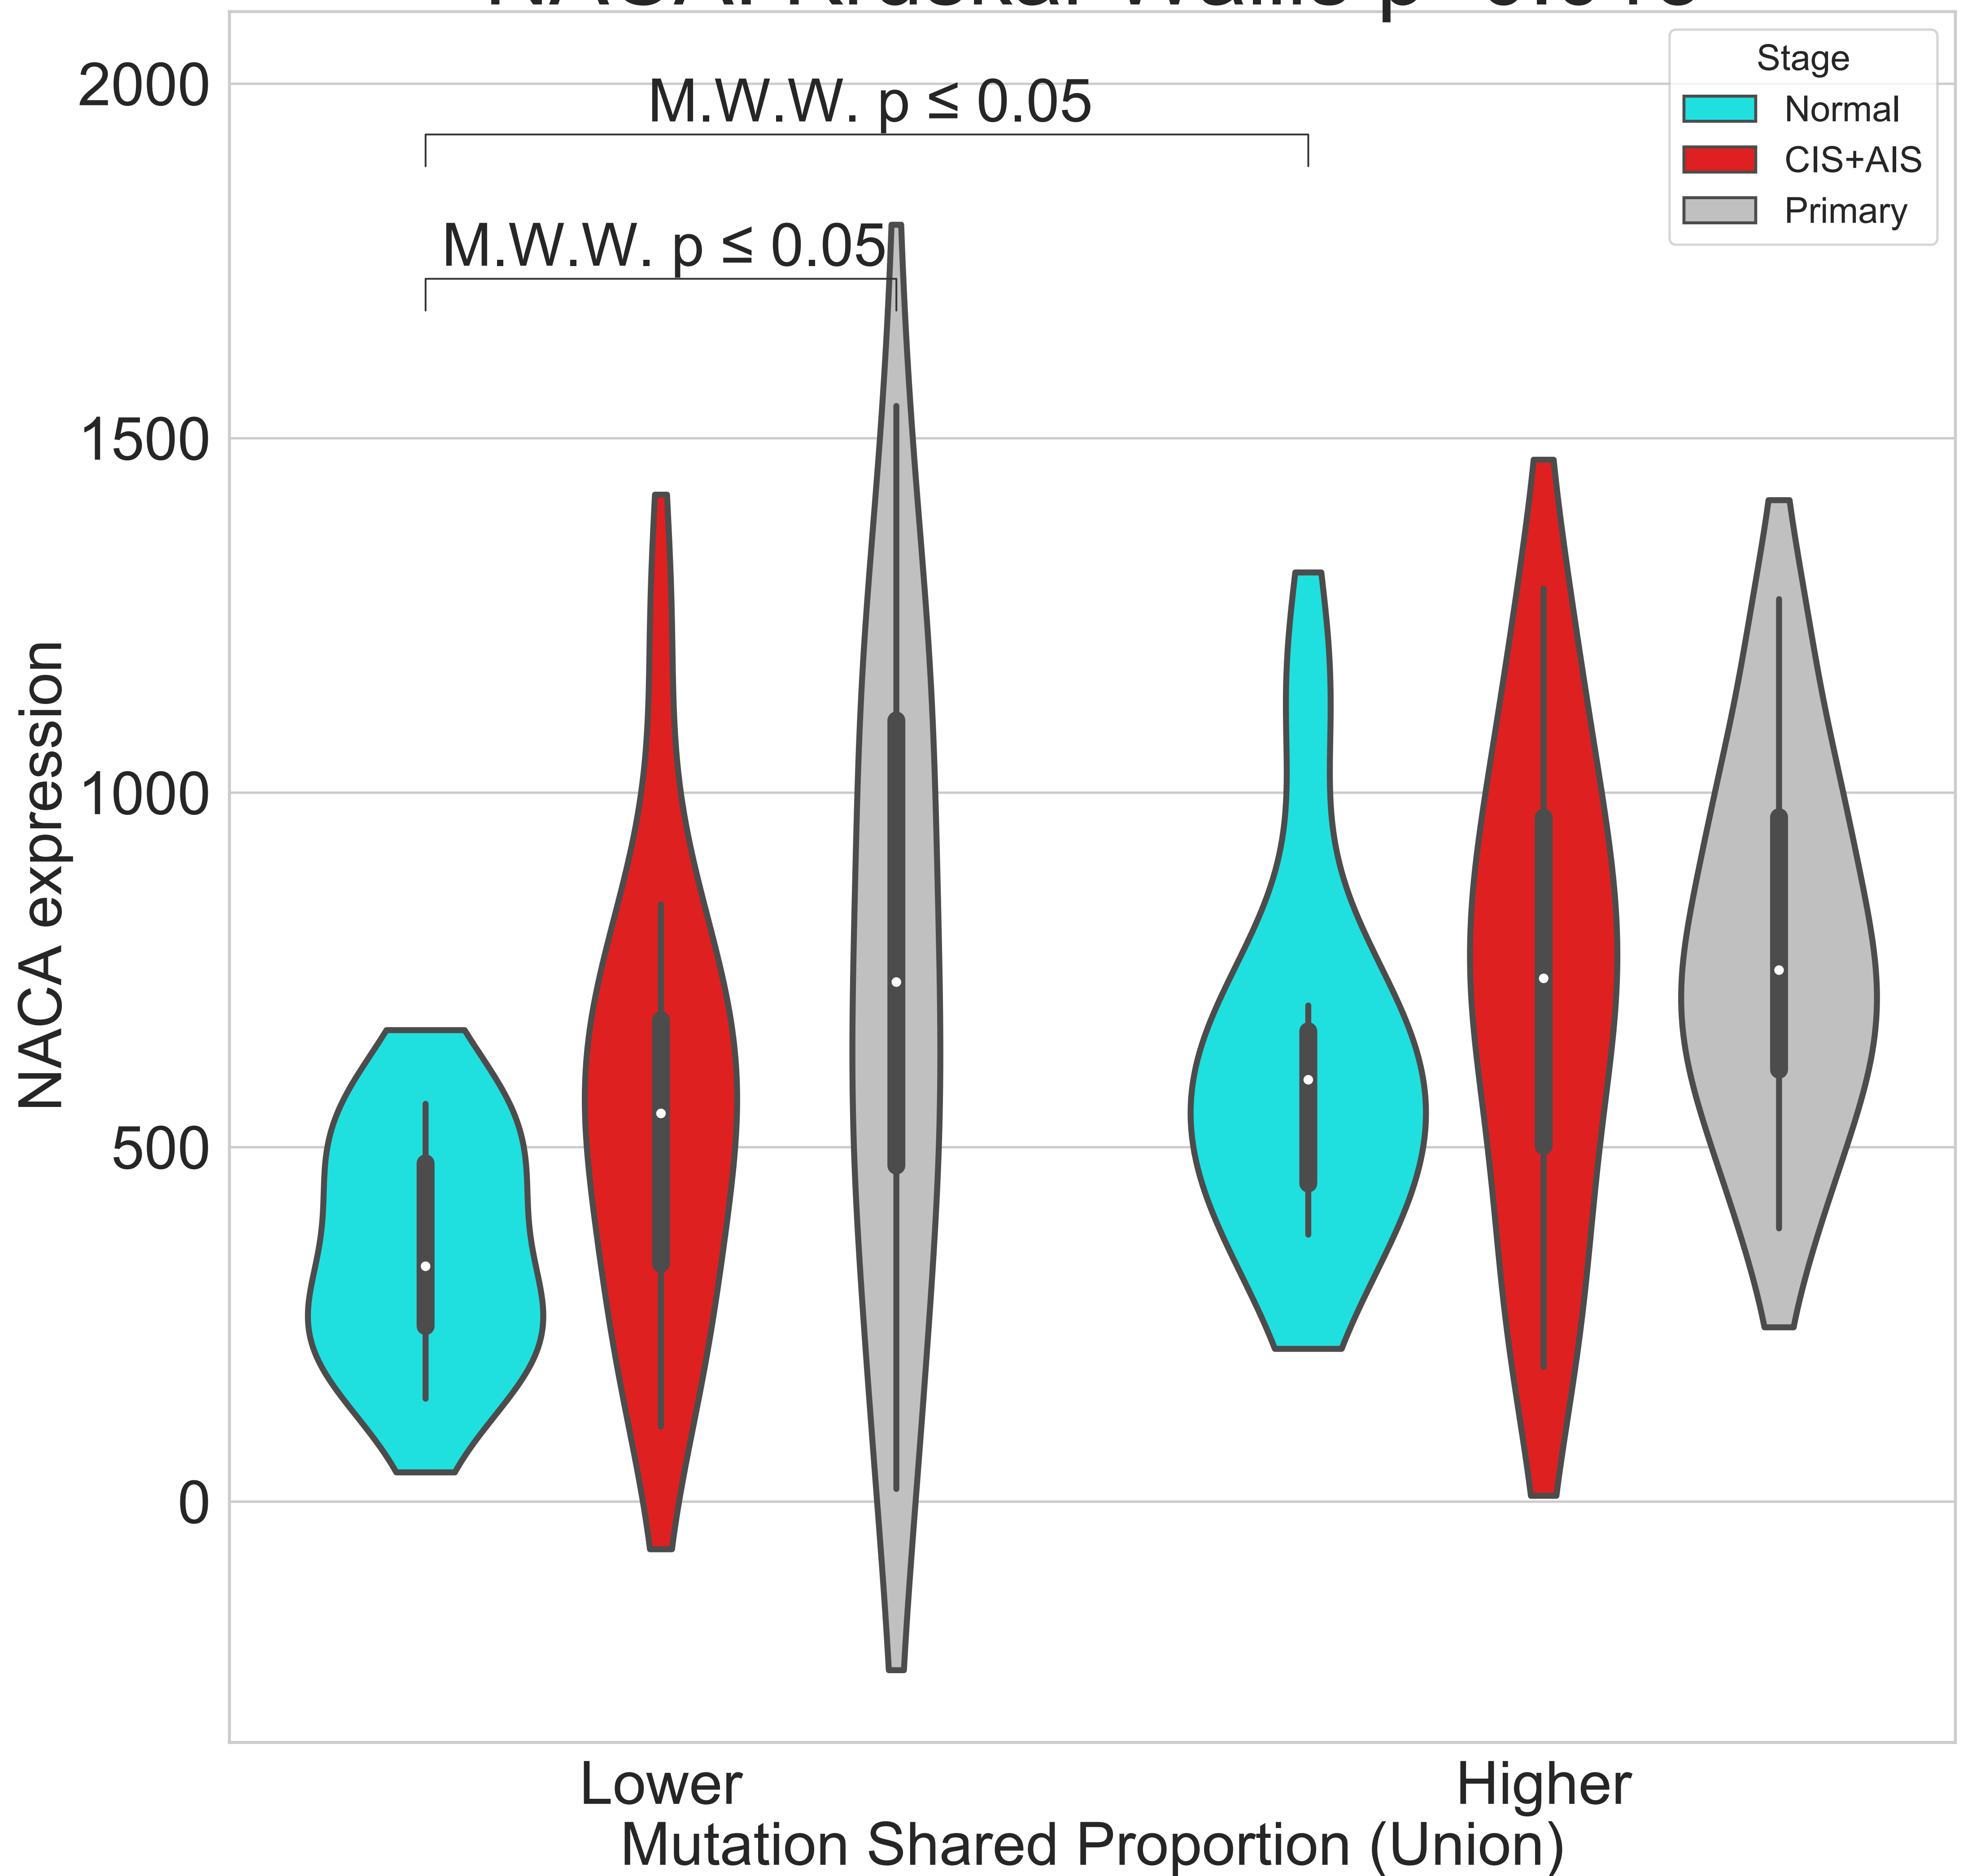 2000
1500
1000
500
0
NACA expression
M.W.W. p ≤ 0.05
M.W.W. p ≤ 0.05
Stage
Normal
CIS+AIS
Primary
Lower
Higher
Mutation Shared Proportion (Union)